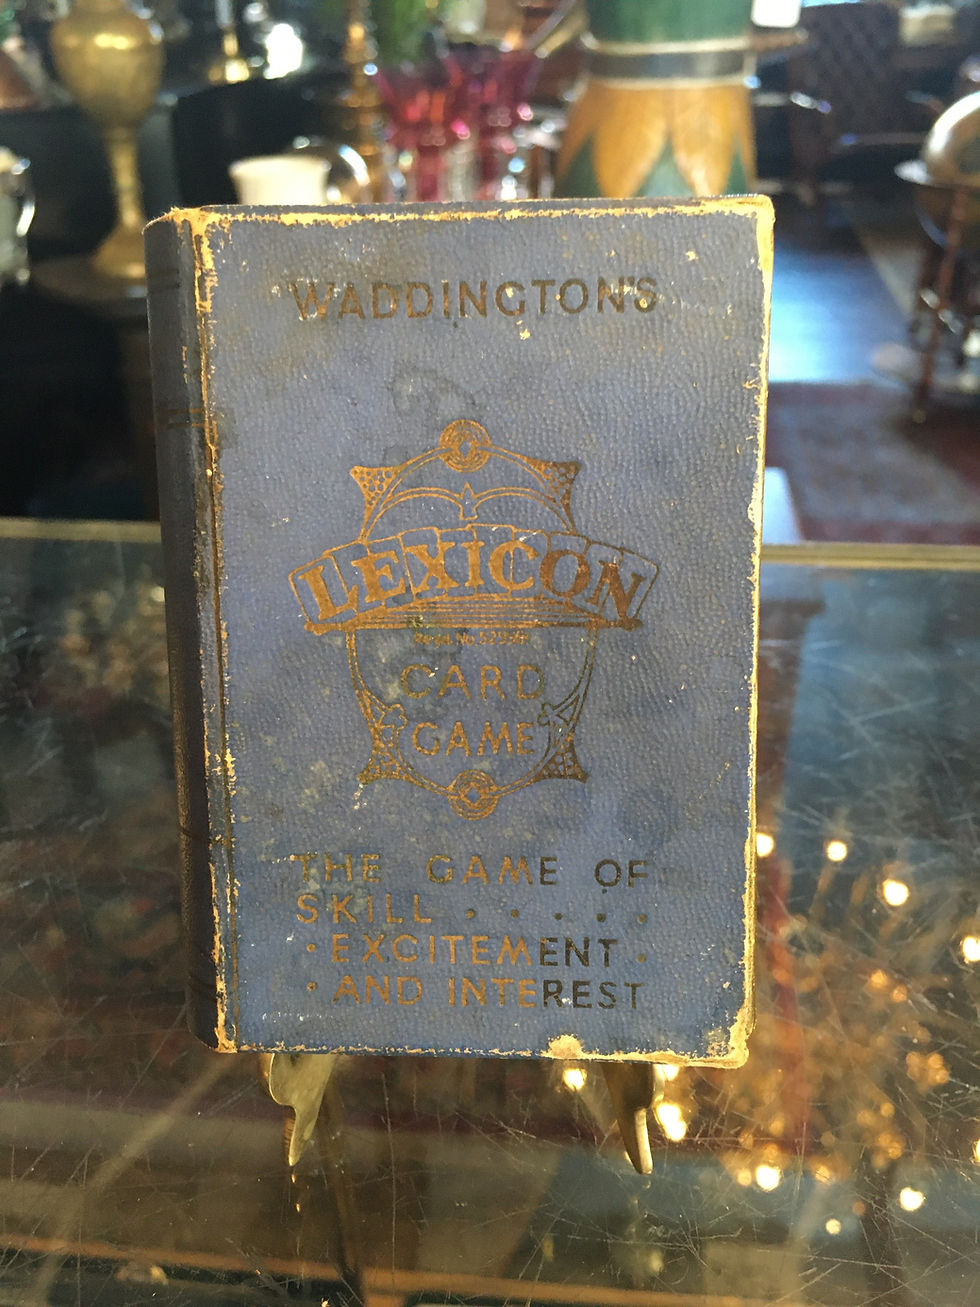 WADDINGTON'S
LEXICON
CARD
GAME
THE GAME OF
SKILL . . . . .
· EXCITEMENT ·
· AND INTEREST